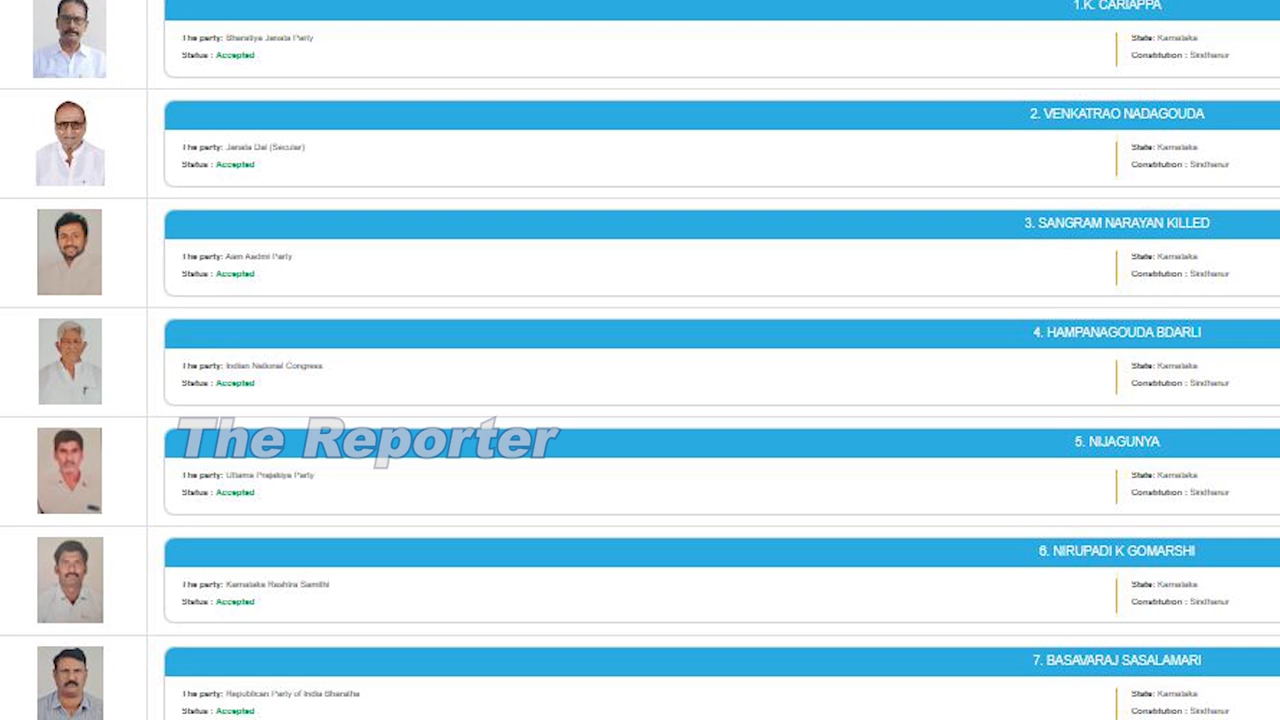 1.K. CARIAPPA
The party: Bharatiya Janata Party
State: Karnataka
Status : Accepted
Constitution : Sindhanur
2. VENKATRAO NADAGOUDA
The party: Janata Dal (Secular)
State: Karnataka
Status : Accepted
Constitution : Sindhanur
3. SANGRAM NARAYAN KILLED
The party: Aam Aadmi Party
State: Karnataka
Status : Accepted
Constitution : Sindhanur
4. HAMPANAGOUDA BDARLI
The party: Indian National Congress
State: Karnataka
Status : Accepted
Constitution : Sindhanur
The Reporter
5. NIJAGUNYA
The party: Uttama Prajakiya Party
State: Karnataka
Status : Accepted
Constitution : Sindhanur
6. NIRUPADI K GOMARSHI
The party: Karnataka Rashtra Samithi
State: Karnataka
Status : Accepted
Constitution : Sindhanur
7. BASAVARAJ SASALAMARI
The party: Republican Party of India Bharatha
State: Karnataka
Status : Accepted
Constitution : Sindhanur